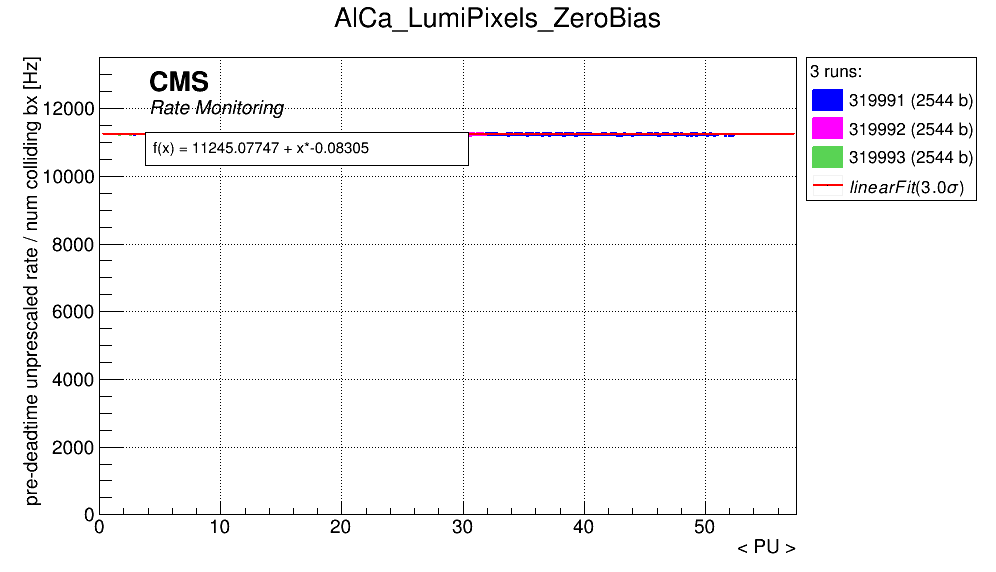 AlCa_LumiPixels_ZeroBias
pre-deadtime unprescaled rate / num colliding bx [Hz]
CMS
Rate Monitoring
f(x) = 11245.07747 + x*-0.08305
12000
10000
8000
6000
4000
2000
0
0 10 20 30 40 50
< PU >
3 runs:
319991 (2544 b)
319992 (2544 b)
319993 (2544 b)
linearFit(3.0σ)